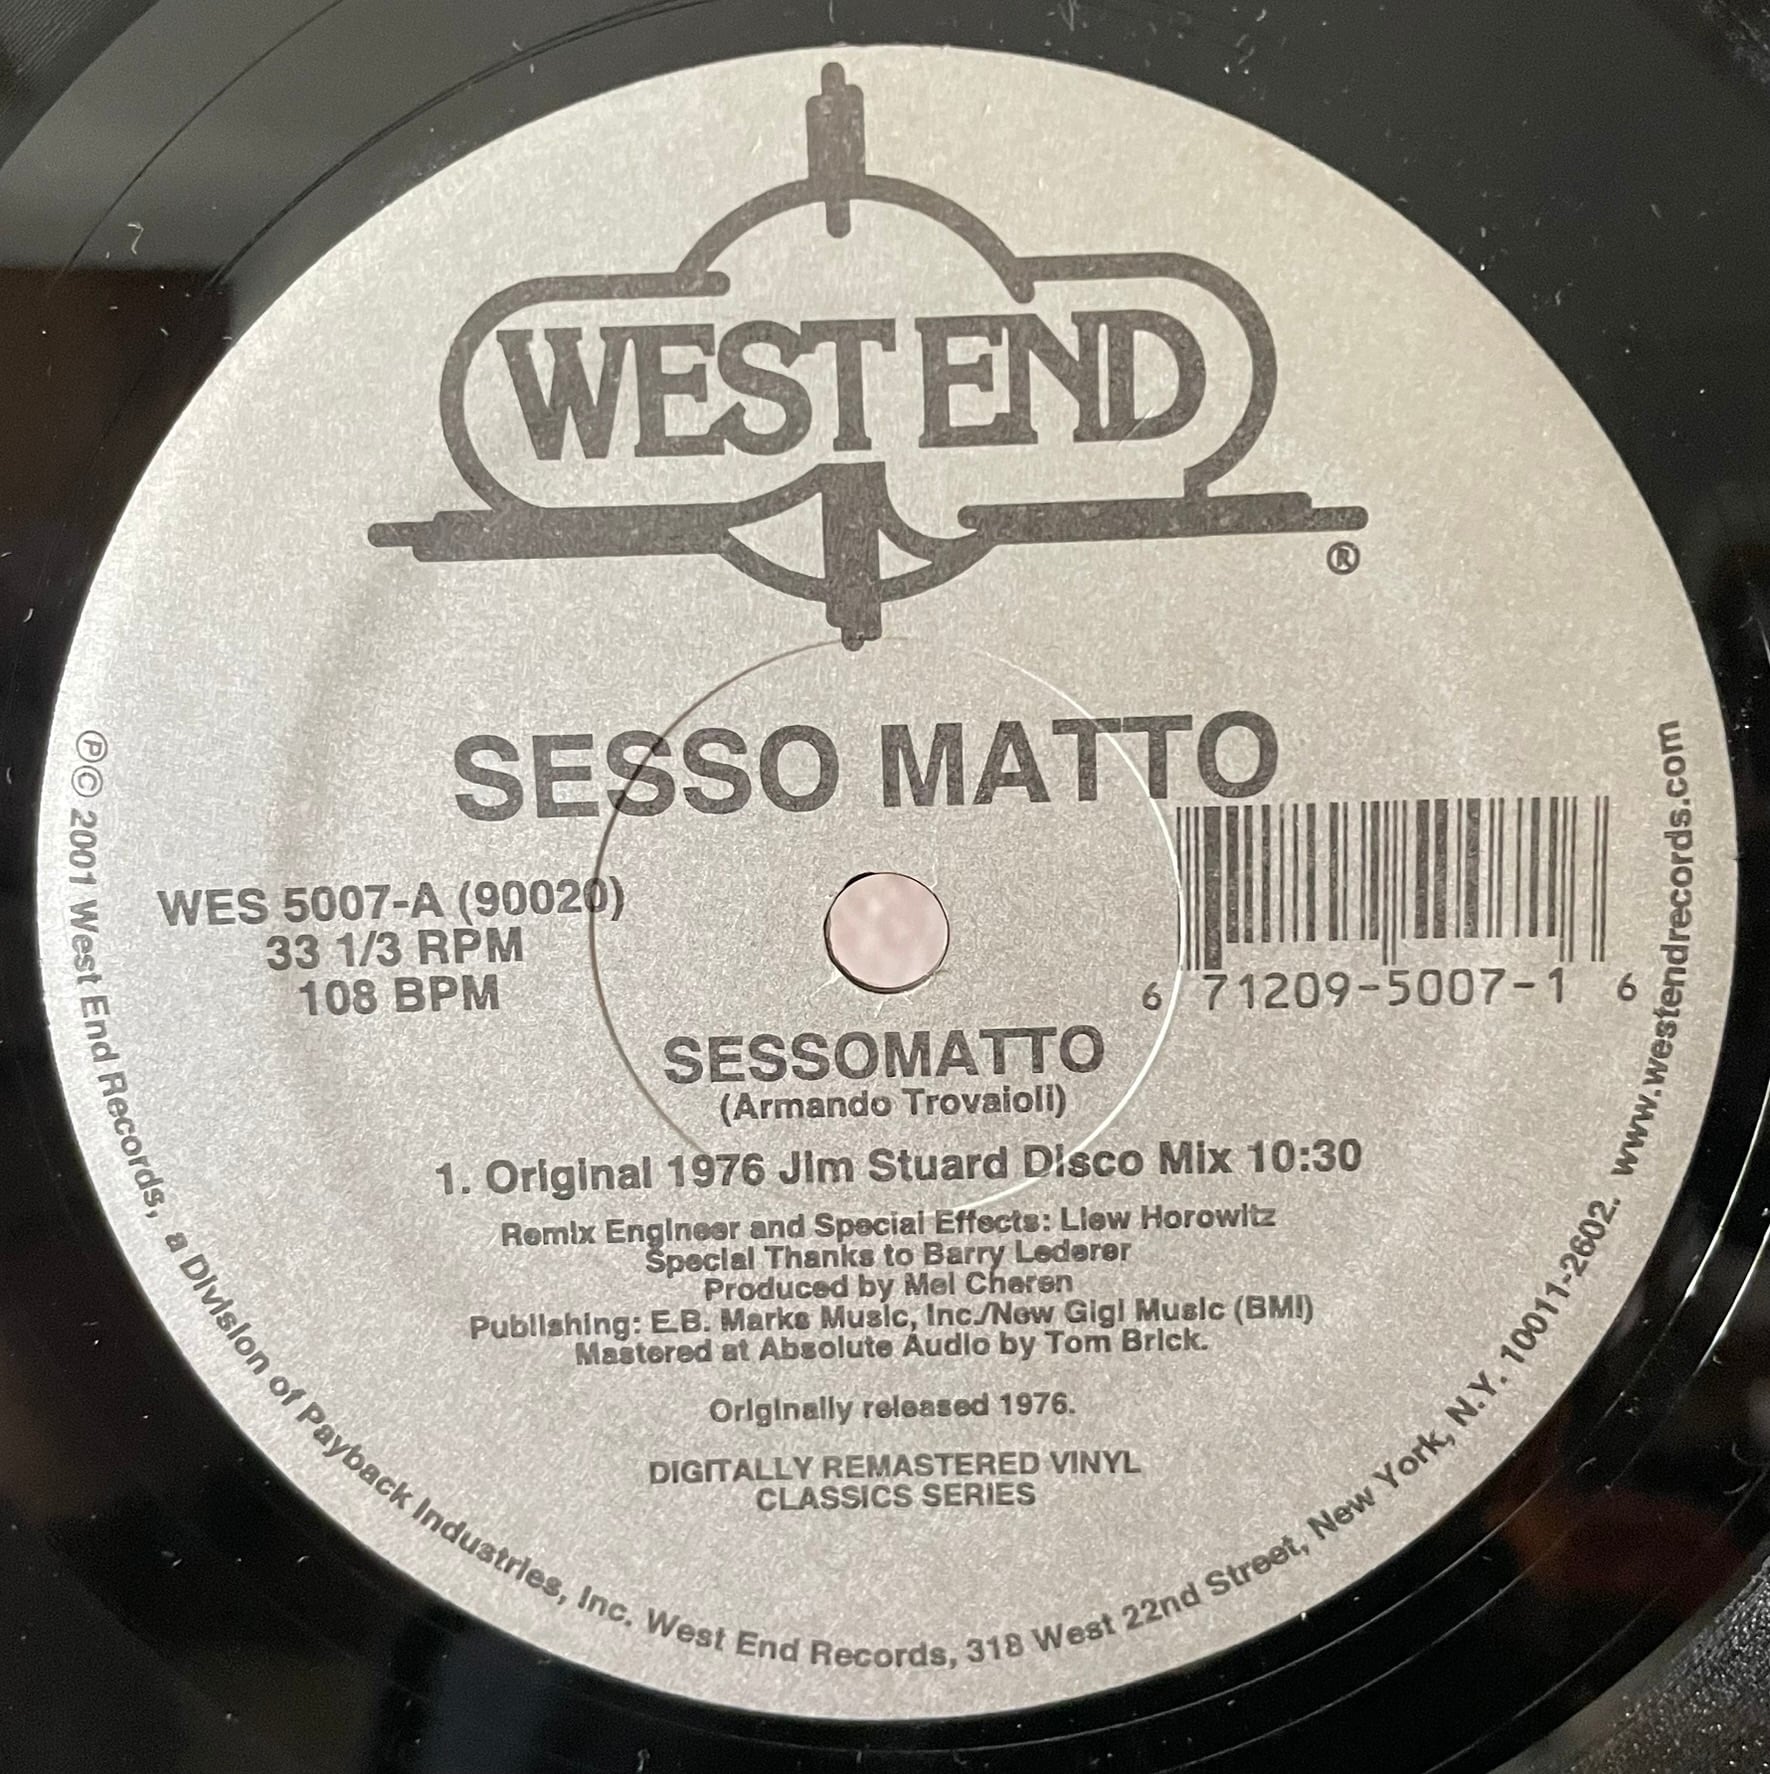 WEST END
®
SESSO MATTO
WES 5007-A (90020)
33 1/3 RPM
108 BPM
6 71209-5007-1 6
SESSOMATTO
(Armando Trovaioli)
1. Original 1976 Jim Stuard Disco Mix 10:30
Remix Engineer and Special Effects: Liew Horowitz
Special Thanks to Barry Lederer
Produced by Mel Cheren
Publishing: E.B. Marks Music, Inc./New Gigi Music (BMI)
Mastered at Absolute Audio by Tom Brick.
Originally released 1976.
DIGITALLY REMASTERED VINYL
CLASSICS SERIES
℗© 2001 West End Records, a Division of Payback Industries, Inc. West End Records, 318 West 22nd Street, New York, N.Y. 10011-2602. www.westendrecords.com